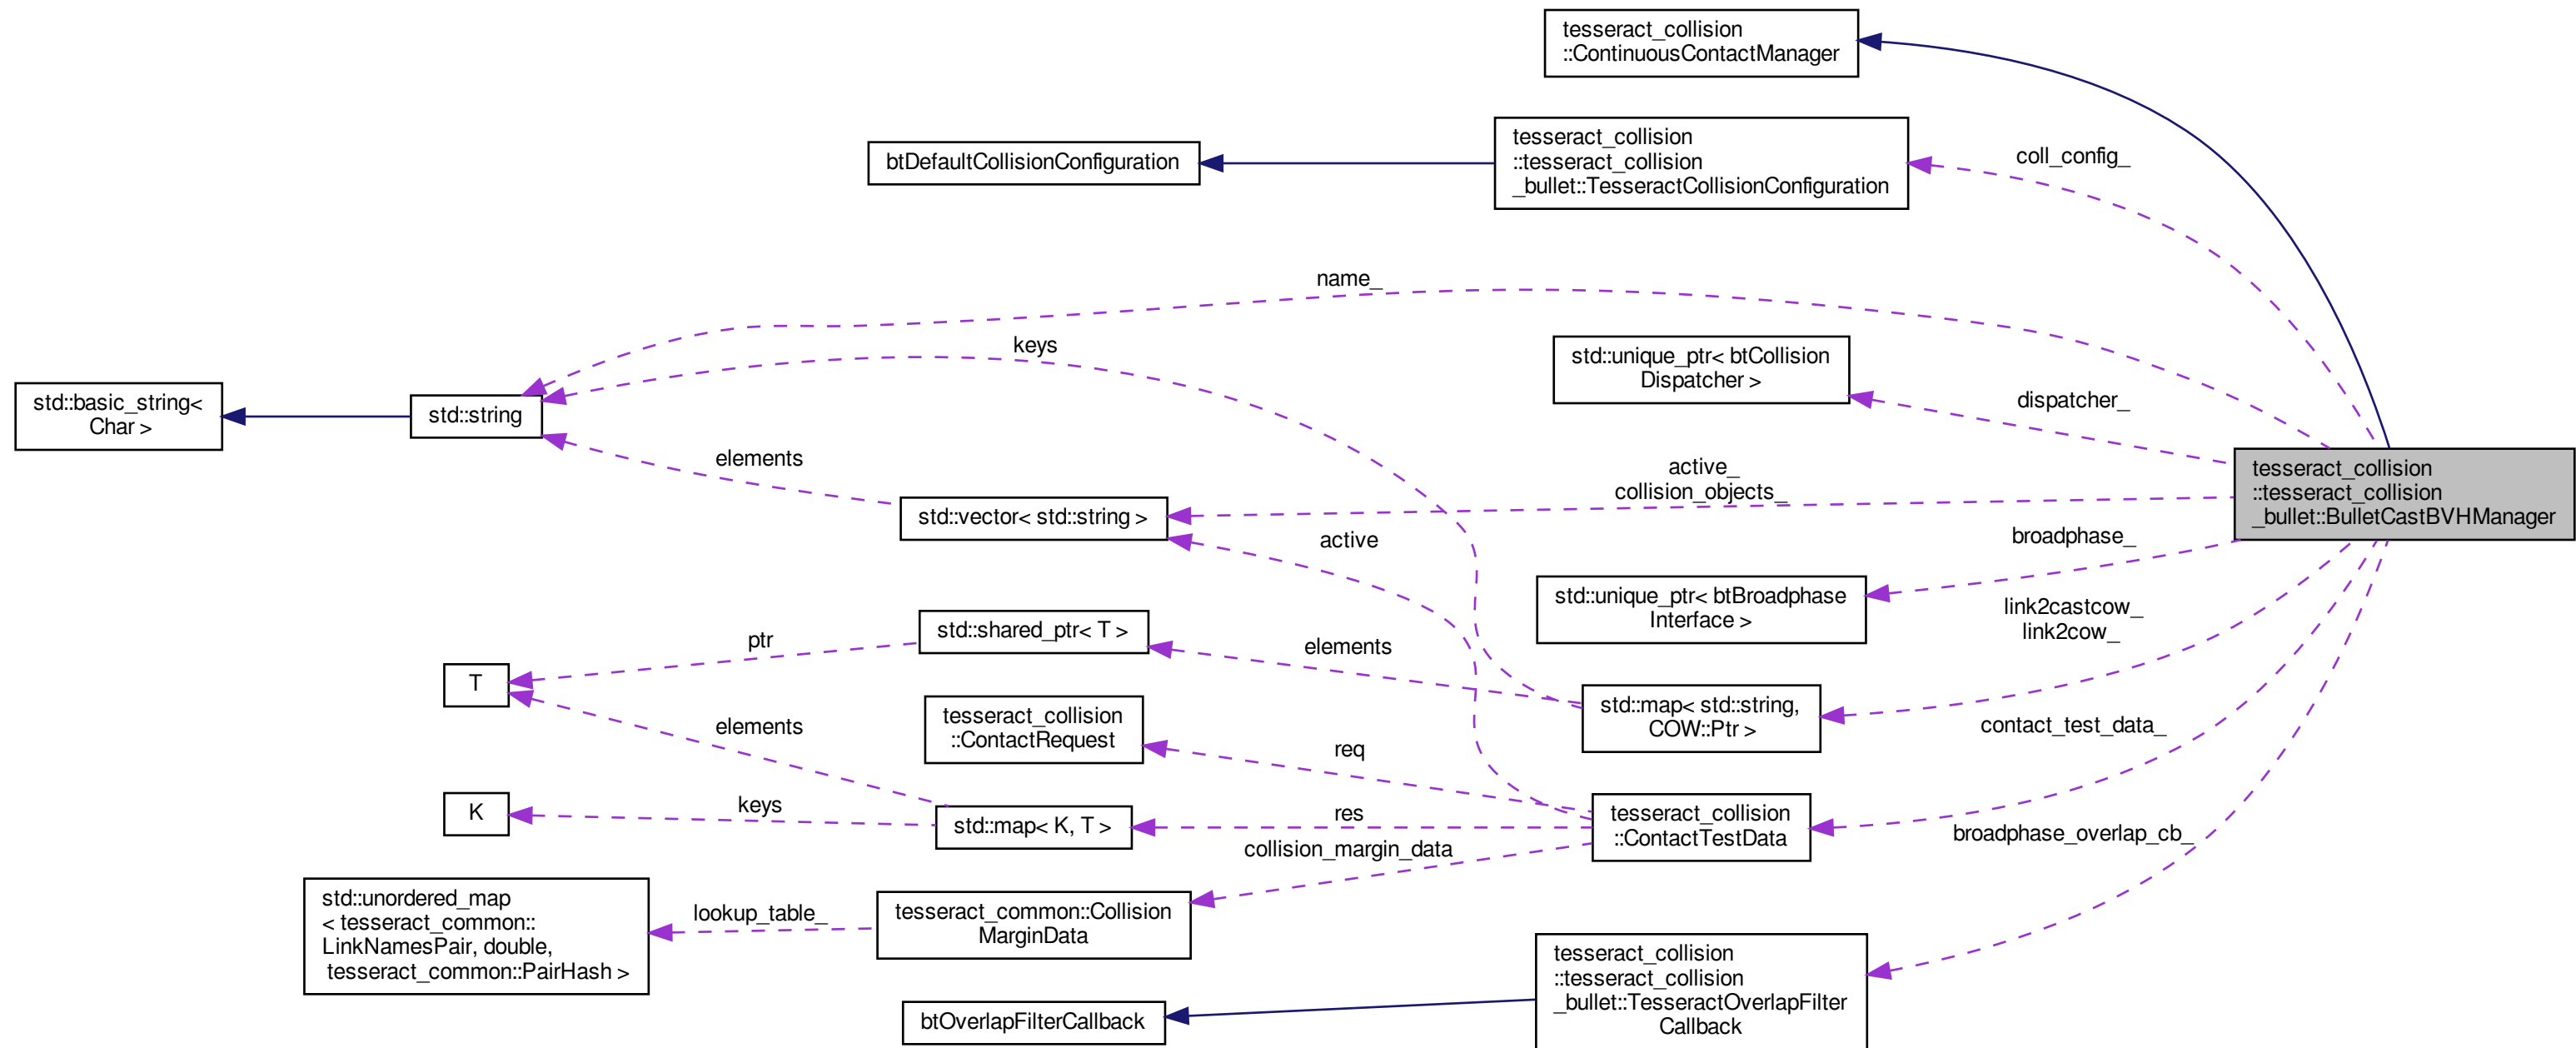 tesseract_collision
::ContinuousContactManager
tesseract_collision
::tesseract_collision
_bullet::TesseractCollisionConfiguration
btDefaultCollisionConfiguration
coll_config_
name_
keys
std::unique_ptr< btCollision
Dispatcher >
dispatcher_
std::basic_string<
Char >
std::string
elements
active_
collision_objects_
std::vector< std::string >
active
tesseract_collision
::tesseract_collision
_bullet::BulletCastBVHManager
broadphase_
std::unique_ptr< btBroadphase
Interface >
link2castcow_
link2cow_
std::shared_ptr< T >
ptr
elements
T
std::map< std::string,
COW::Ptr >
tesseract_collision
::ContactRequest
elements
req
contact_test_data_
K
keys
std::map< K, T >
res
tesseract_collision
::ContactTestData
collision_margin_data
broadphase_overlap_cb_
std::unordered_map
< tesseract_common::
LinkNamesPair, double,
tesseract_common::PairHash >
lookup_table_
tesseract_common::Collision
MarginData
tesseract_collision
::tesseract_collision
_bullet::TesseractOverlapFilter
Callback
btOverlapFilterCallback